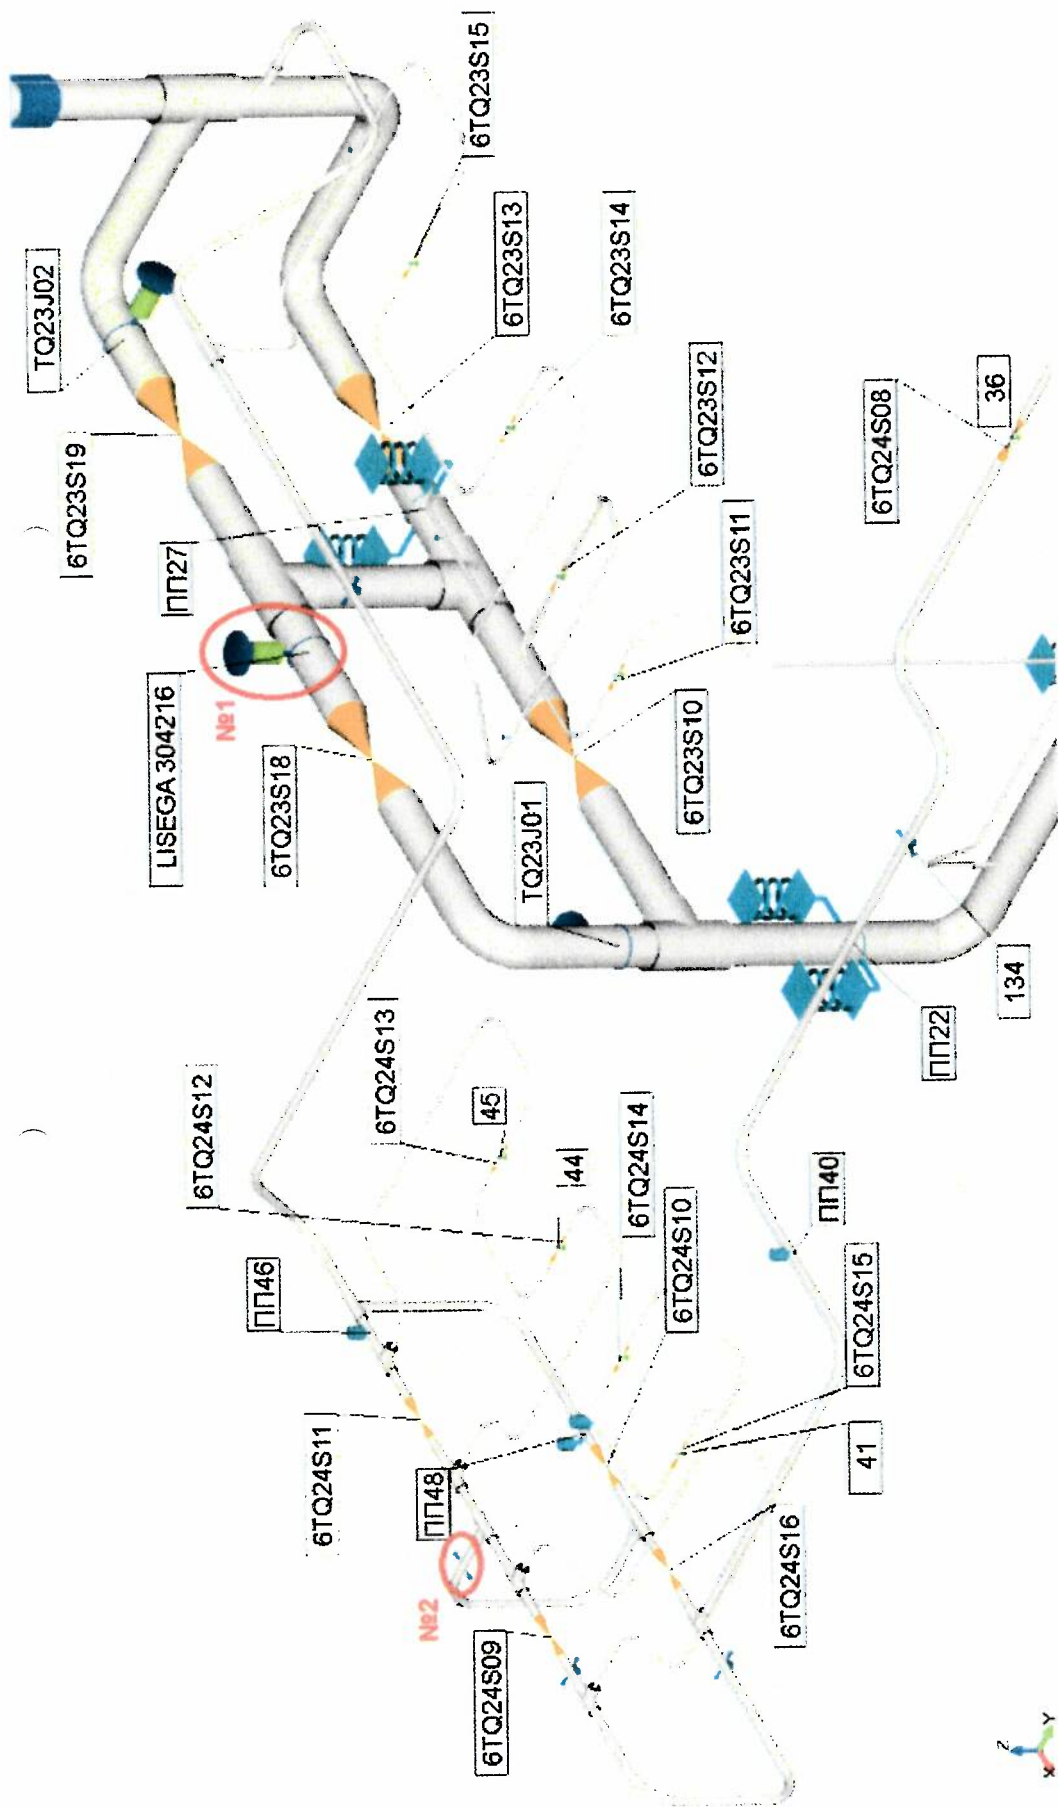 TQ23J02
6TQ23S19
6TQ23S15
ПП27
6TQ23S13
LISEGA 304216
№1
6TQ23S14
6TQ23S18
6TQ23S12
6TQ23S11
TQ23J01
6TQ23S10
6TQ24S08
36
134
ПП22
6TQ24S12
6TQ24S13
45
44
6TQ24S14
6TQ24S10
ПП40
ПП46
6TQ24S11
ПП48
6TQ24S15
41
№2
6TQ24S09
6TQ24S16
Z
Y
X